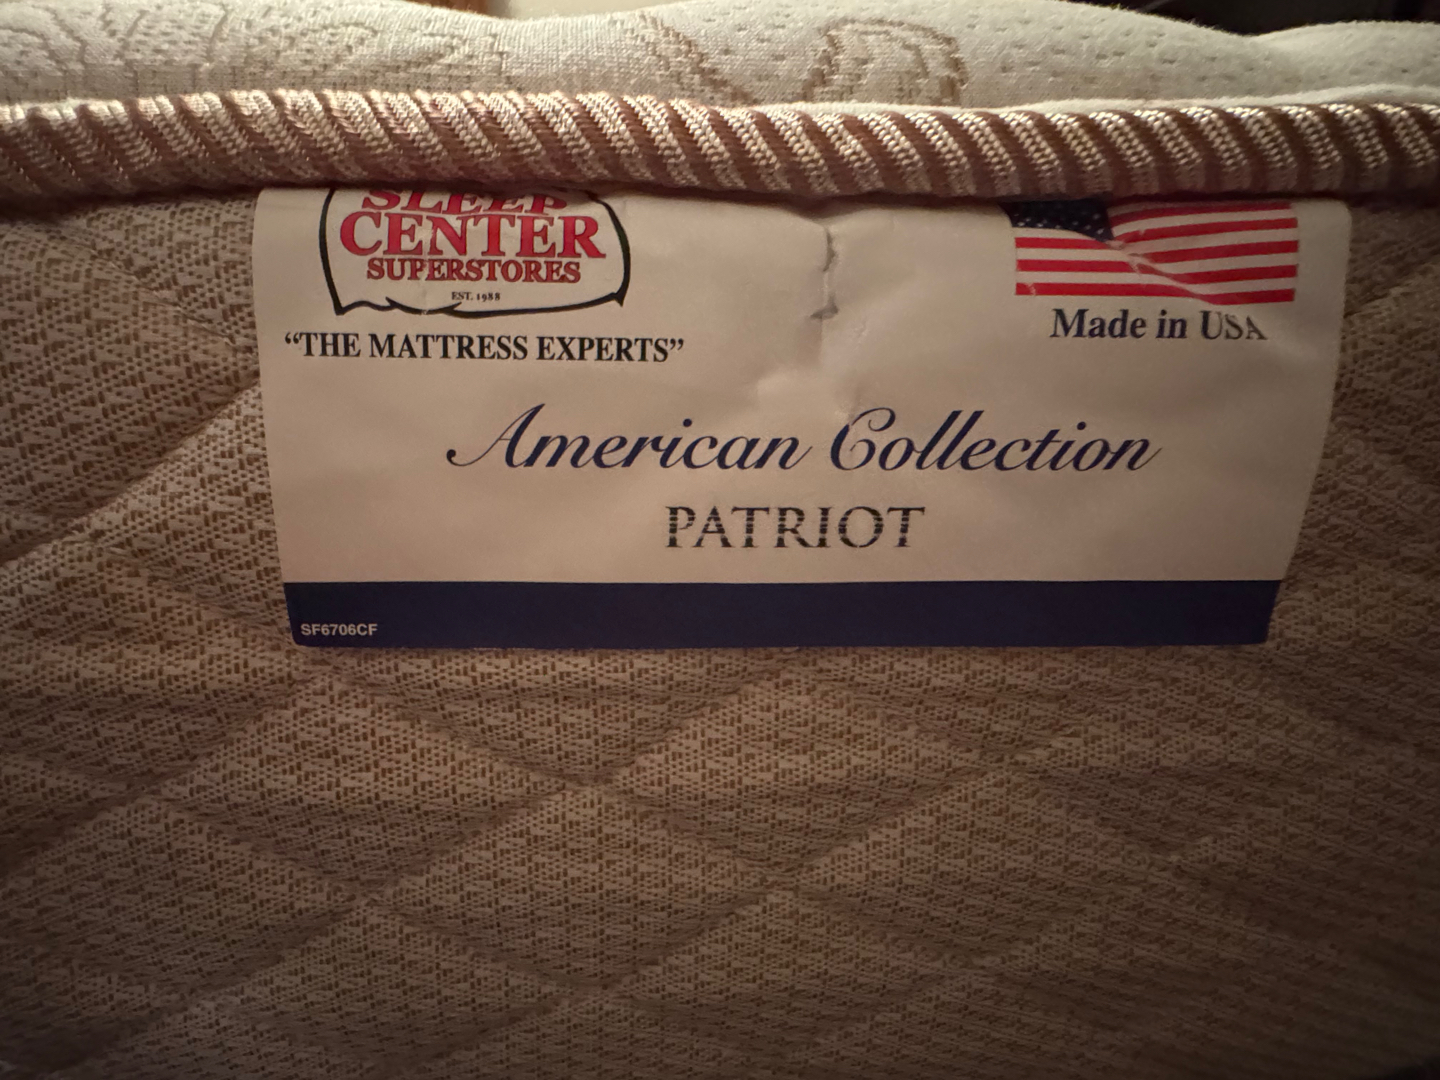 SLEEP
CENTER
SUPERSTORES
EST. 1988
“THE MATTRESS EXPERTS”
Made in USA
American Collection
PATRIOT
SF6706CF